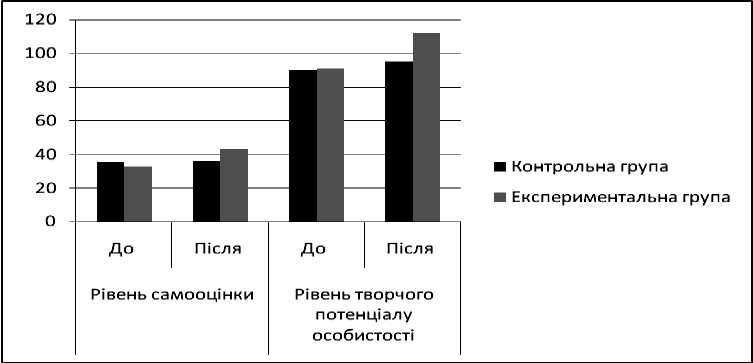 120
100
80
60
40
20
0
До Після До Після
Рівень самооцінки
Рівень творчого
потенціалу
особистості
Контрольна група
Експериментальна група